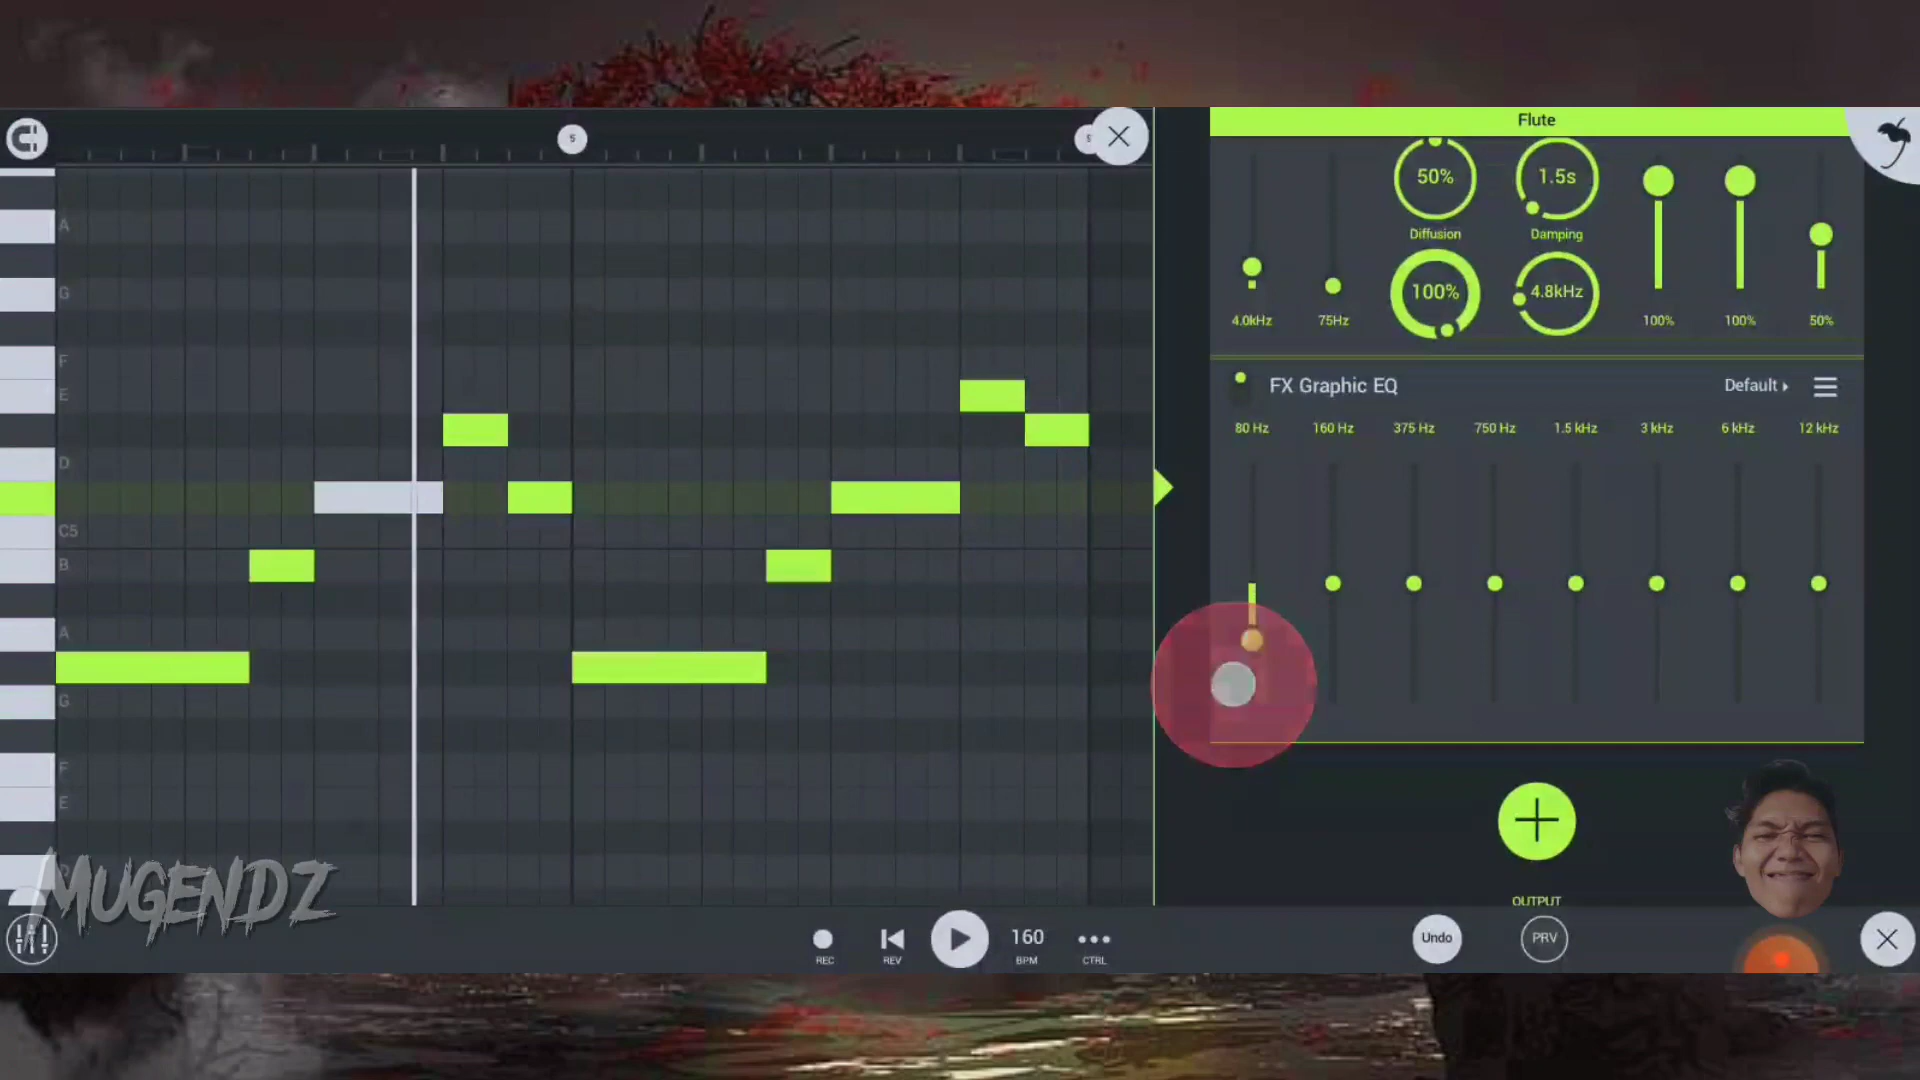 Flute
5
A
G
F
E
D
C5
B
A
G
F
E
50%
1.5s
Diffusion
Damping
100%
4.8kHz
4.0kHz
75Hz
100%
100%
50%
FX Graphic EQ
Default
80 Hz
160 Hz
375 Hz
750 Hz
1.5 kHz
3 kHz
6 kHz
12 kHz
OUTPUT
MUGENDZ
REC
REV
160
BPM
CTRL
Undo
PRV